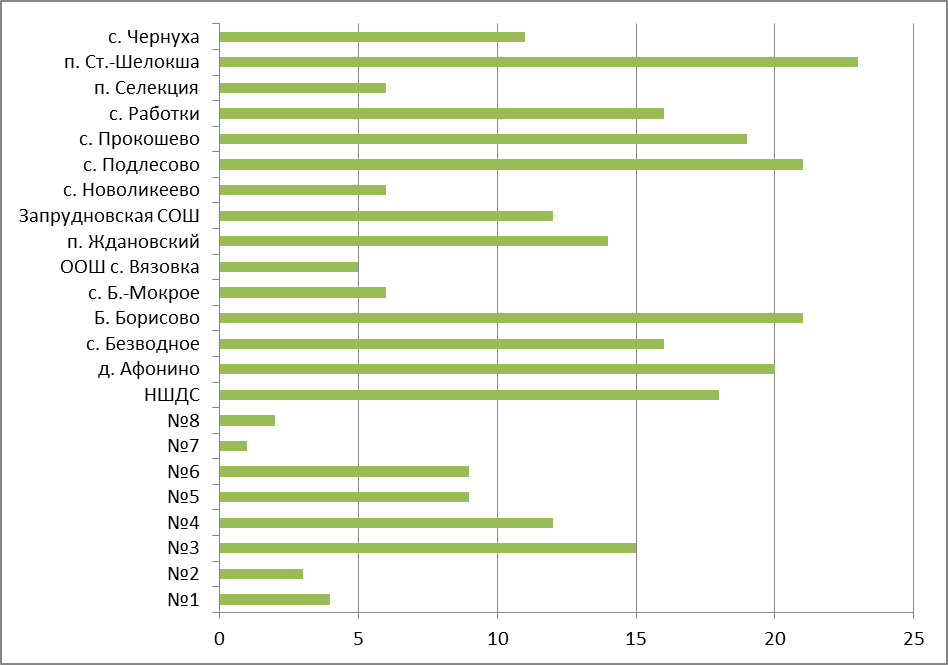 с. Чернуха
п. Ст.-Шелокша
п. Селекция
с. Работки
с. Прокошево
с. Подлесово
с. Новоликеево
Запрудновская СОШ
п. Ждановский
ООШ с. Вязовка
с. Б.-Мокрое
Б. Борисово
с. Безводное
д. Афонино
НШДС
№8
№7
№6
№5
№4
№3
№2
№1
0 5 10 15 20 25